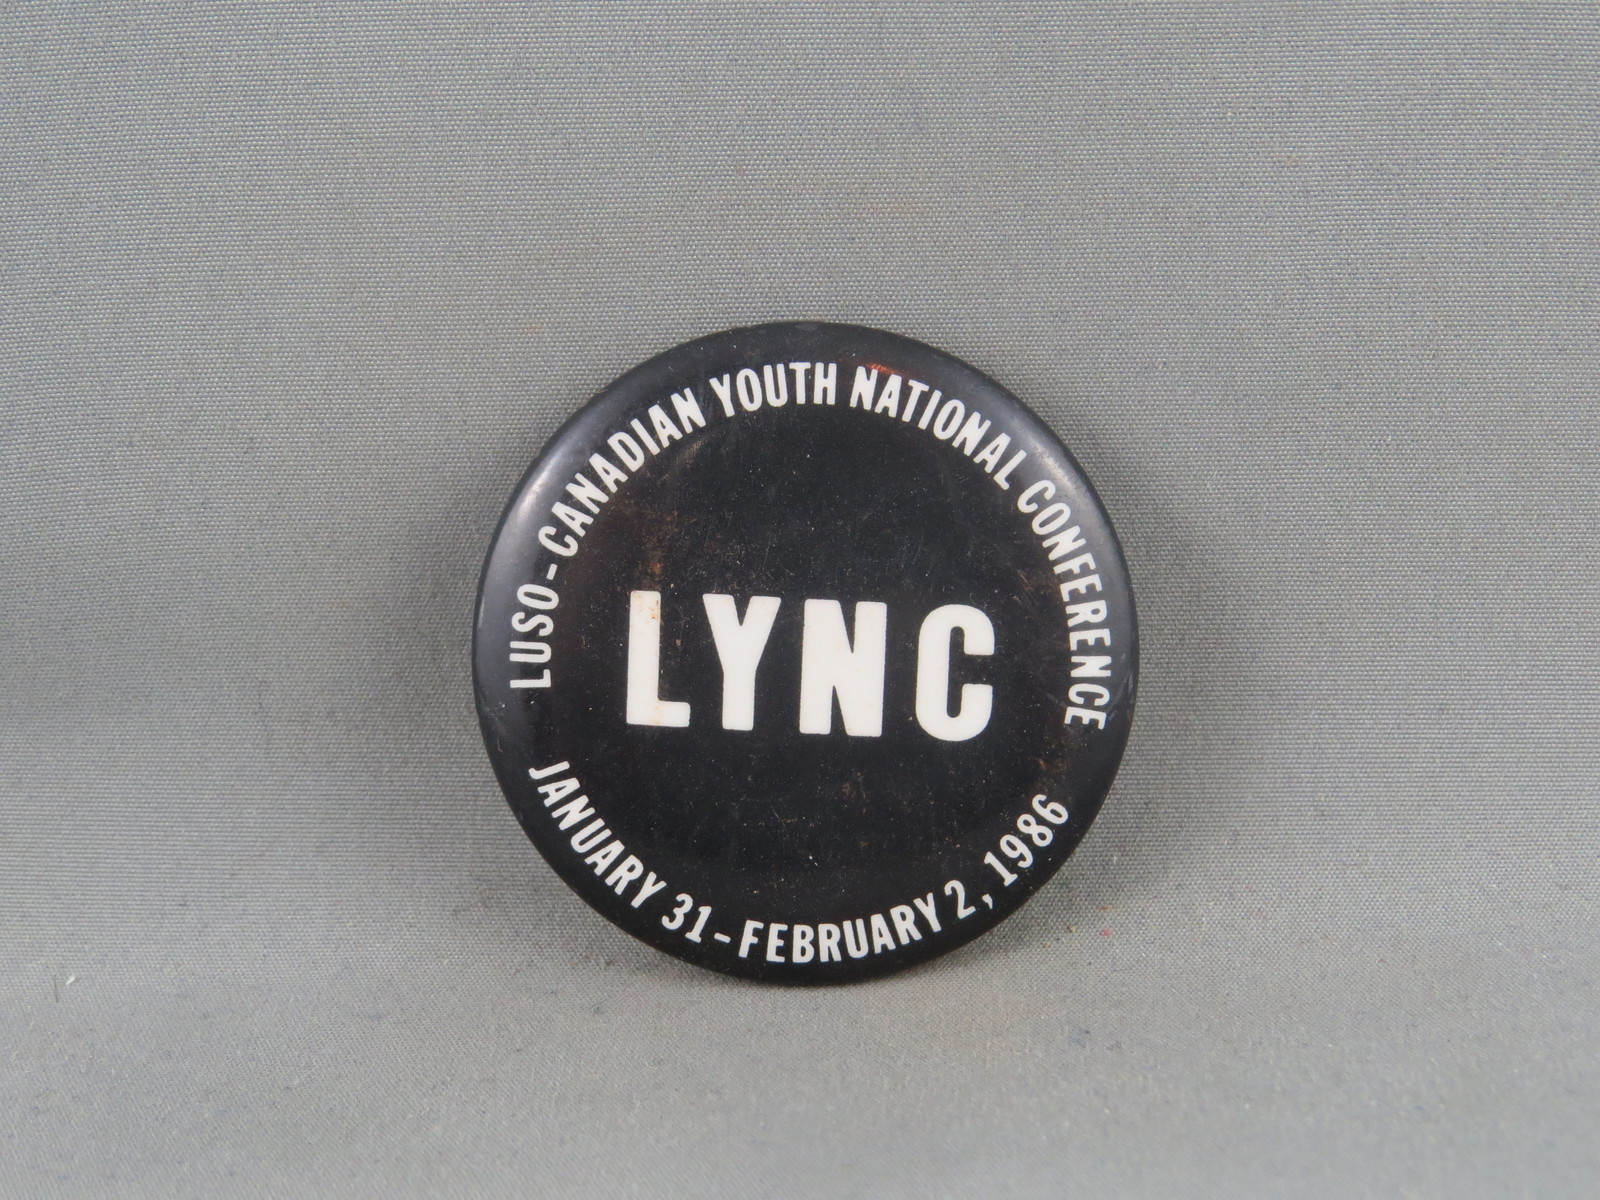 LUSO-CANADIAN YOUTH NATIONAL CONFERENCE
LYNC
JANUARY 31-FEBRUARY 2, 1986